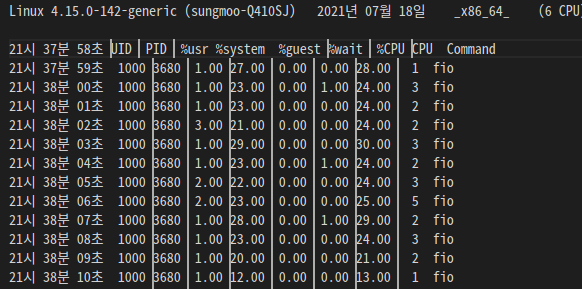 Linux 4.15.0-142-generic (sungmoo-Q410SJ) 2021년 07월 18일 _x86_64_ (6 CPU)
21시 37분 58초 UID PID %usr %system %guest %wait %CPU CPU Command
21시 37분 59초 1000 3680 1.00 27.00 0.00 0.00 28.00 1 fio
21시 38분 00초 1000 3680 1.00 23.00 0.00 1.00 24.00 3 fio
21시 38분 01초 1000 3680 1.00 23.00 0.00 0.00 24.00 2 fio
21시 38분 02초 1000 3680 3.00 21.00 0.00 0.00 24.00 2 fio
21시 38분 03초 1000 3680 1.00 29.00 0.00 0.00 30.00 3 fio
21시 38분 04초 1000 3680 1.00 23.00 0.00 1.00 24.00 2 fio
21시 38분 05초 1000 3680 2.00 22.00 0.00 0.00 24.00 3 fio
21시 38분 06초 1000 3680 2.00 23.00 0.00 0.00 25.00 5 fio
21시 38분 07초 1000 3680 1.00 28.00 0.00 1.00 29.00 2 fio
21시 38분 08초 1000 3680 1.00 23.00 0.00 0.00 24.00 3 fio
21시 38분 09초 1000 3680 1.00 20.00 0.00 0.00 21.00 2 fio
21시 38분 10초 1000 3680 1.00 12.00 0.00 0.00 13.00 1 fio